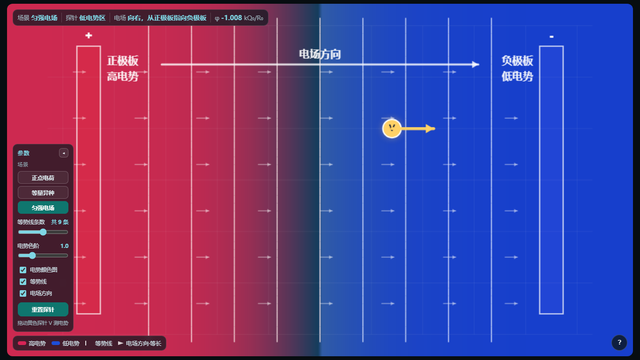 场景 匀强电场 探针 低电势区 电场 向右，从正极板指向负极板 φ -1.008 kQ₀/R₀
+
-
电场方向
正极板
高电势
负极板
低电势
V
参数
场景
正点电荷
等量异种
匀强电场
等势线条数 共 9 条
电势色阶 1.0
电势颜色图
等势线
电场方向
重置探针
拖动黄色探针 V 测电势
高电势 低电势 等势线 电场方向·等长
?